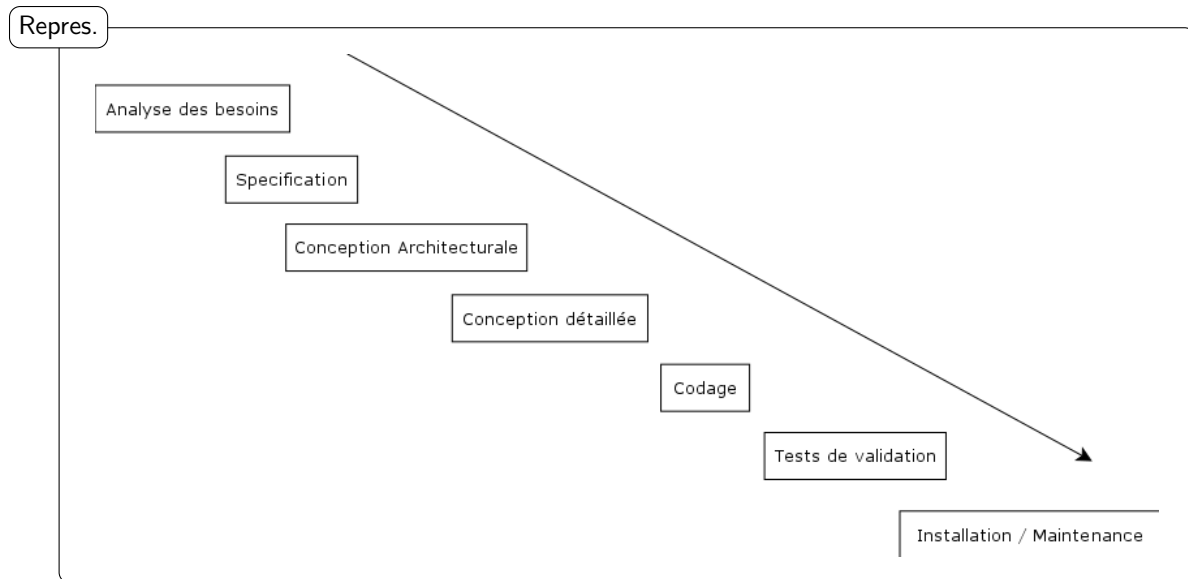 Repres.
Analyse des besoins
Specification
Conception Architecturale
Conception détaillée
Codage
Tests de validation
Installation / Maintenance